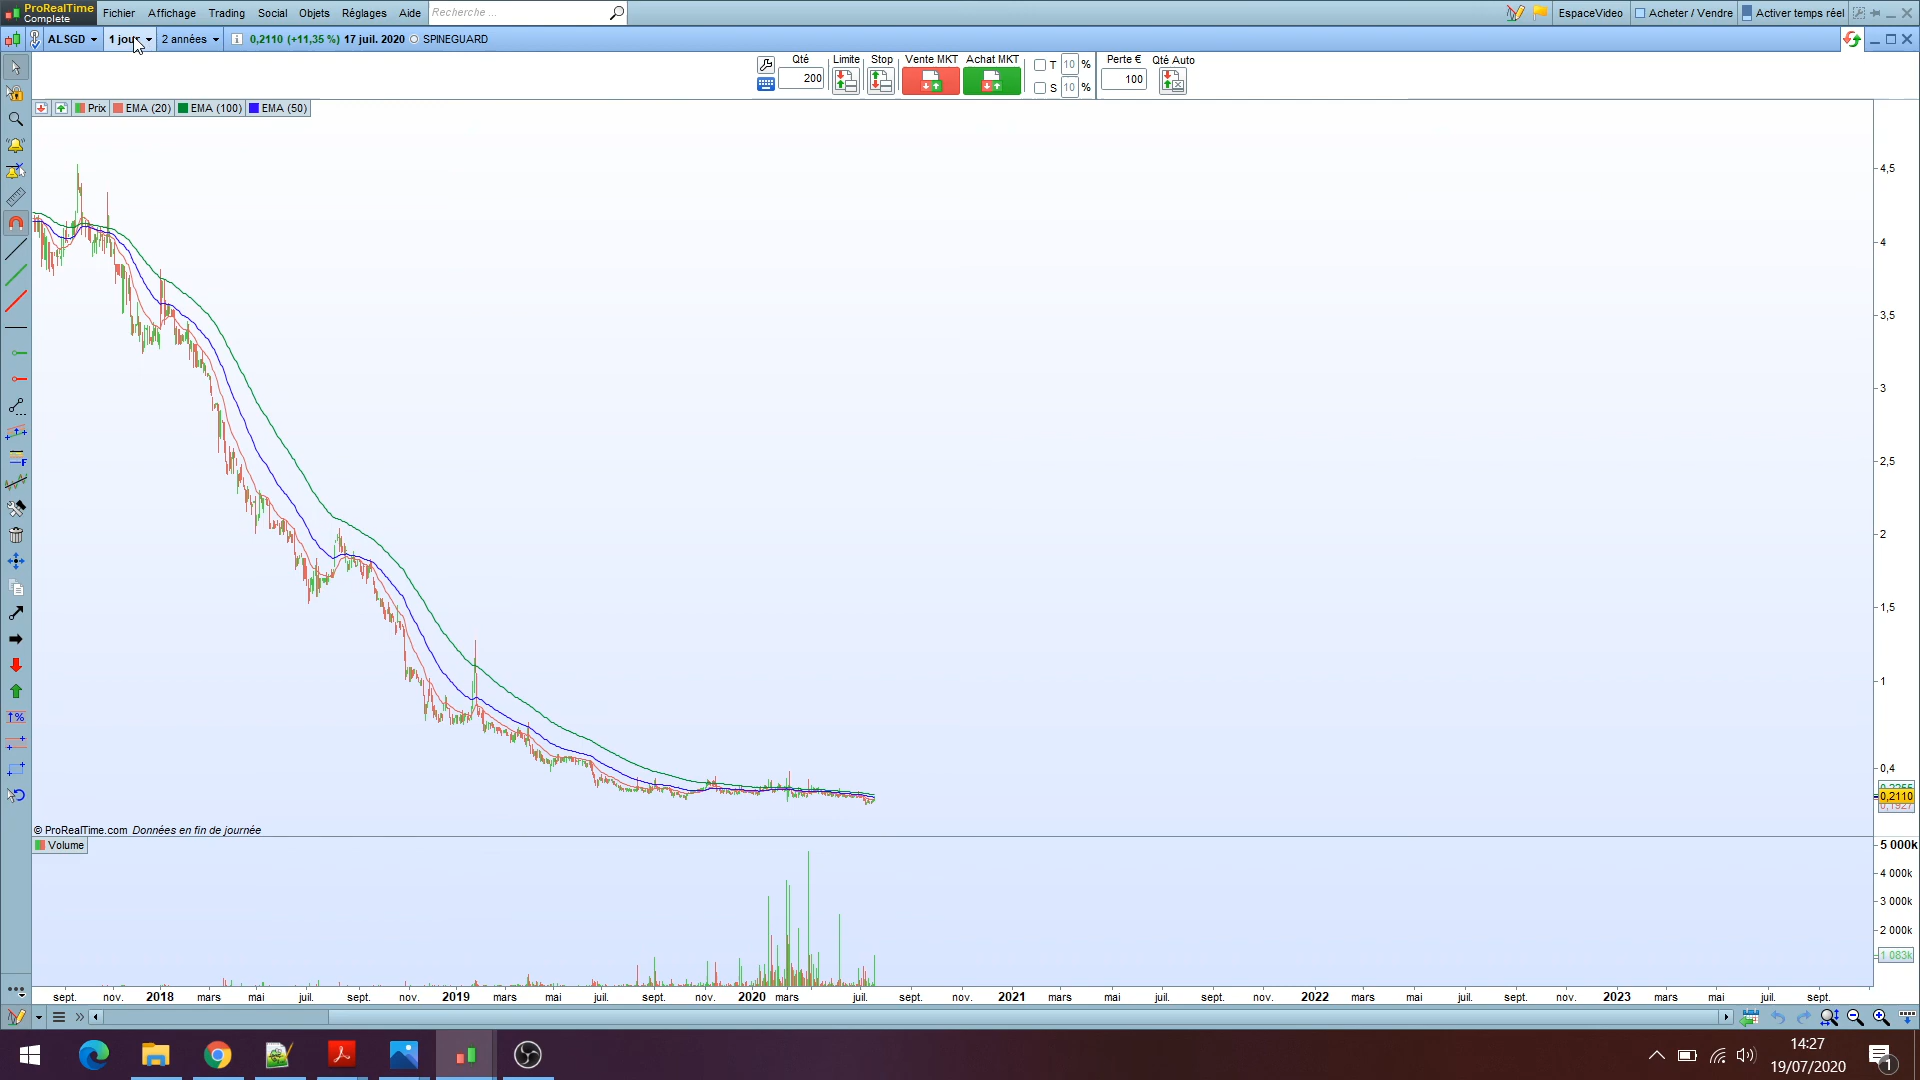 ProRealTime
Complete
Fichier Affichage Trading Social Objets Réglages Aide Recherche ... EspaceVideo Acheter / Vendre Activer temps réel
ALSGD 1 jour 2 années 0,2110 (+11,35 %) 17 juil. 2020 SPINEGUARD
Qté Limite Stop Vente MKT Achat MKT T 10 % Perte € Qté Auto
200 S 10 % 100
Prix EMA (20) EMA (100) EMA (50)
4,5
4
3,5
3
2,5
2
1,5
1
0,4
0,2110
© ProRealTime.com Données en fin de journée
Volume
5 000k
4 000k
3 000k
2 000k
1 083k
sept. nov. 2018 mars mai juil. sept. nov. 2019 mars mai juil. sept. nov. 2020 mars juil. sept. nov. 2021 mars mai juil. sept. nov. 2022 mars mai juil. sept. nov. 2023 mars mai juil. sept.
14:27
19/07/2020
1